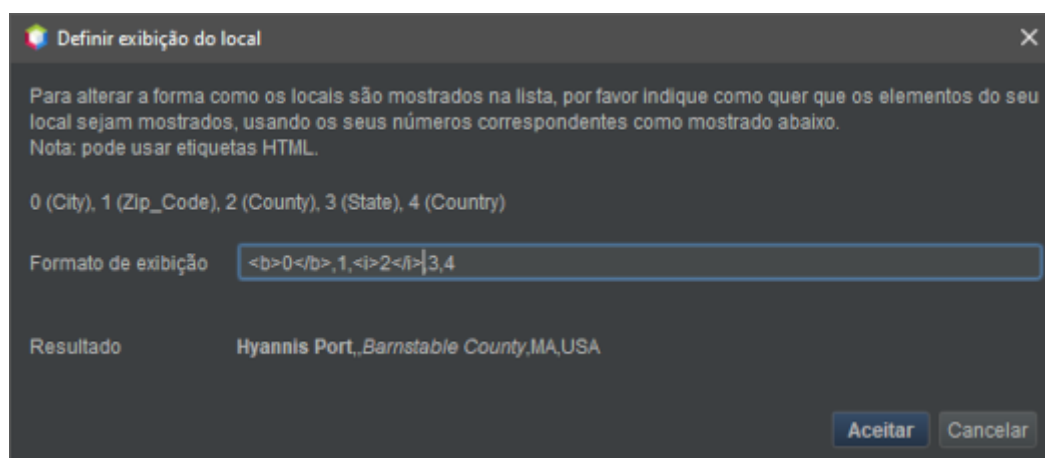 Definir exibição do local
Para alterar a forma como os locais são mostrados na lista, por favor indique como quer que os elementos do seu
local sejam mostrados, usando os seus números correspondentes como mostrado abaixo.
Nota: pode usar etiquetas HTML.
0 (City), 1 (Zip_Code), 2 (County), 3 (State), 4 (Country)
Formato de exibição <b>0</b>,1,<i>2</i>,3,4
Resultado Hyannis Port,,Barnstable County,MA,USA
Aceitar Cancelar